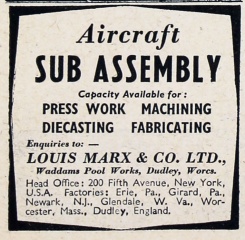 Aircraft
SUB ASSEMBLY
Capacity Available for :
PRESS WORK MACHINING
DIECASTING FABRICATING
Enquiries to: —
LOUIS MARX & CO. LTD.,
Waddams Pool Works, Dudley, Worcs.
Head Office: 200 Fifth Avenue, New York,
U.S.A. Factories: Erie, Pa., Girard, Pa.,
Newark, N.J., Glendale, W. Va., Wor-
cester, Mass., Dudley, England.